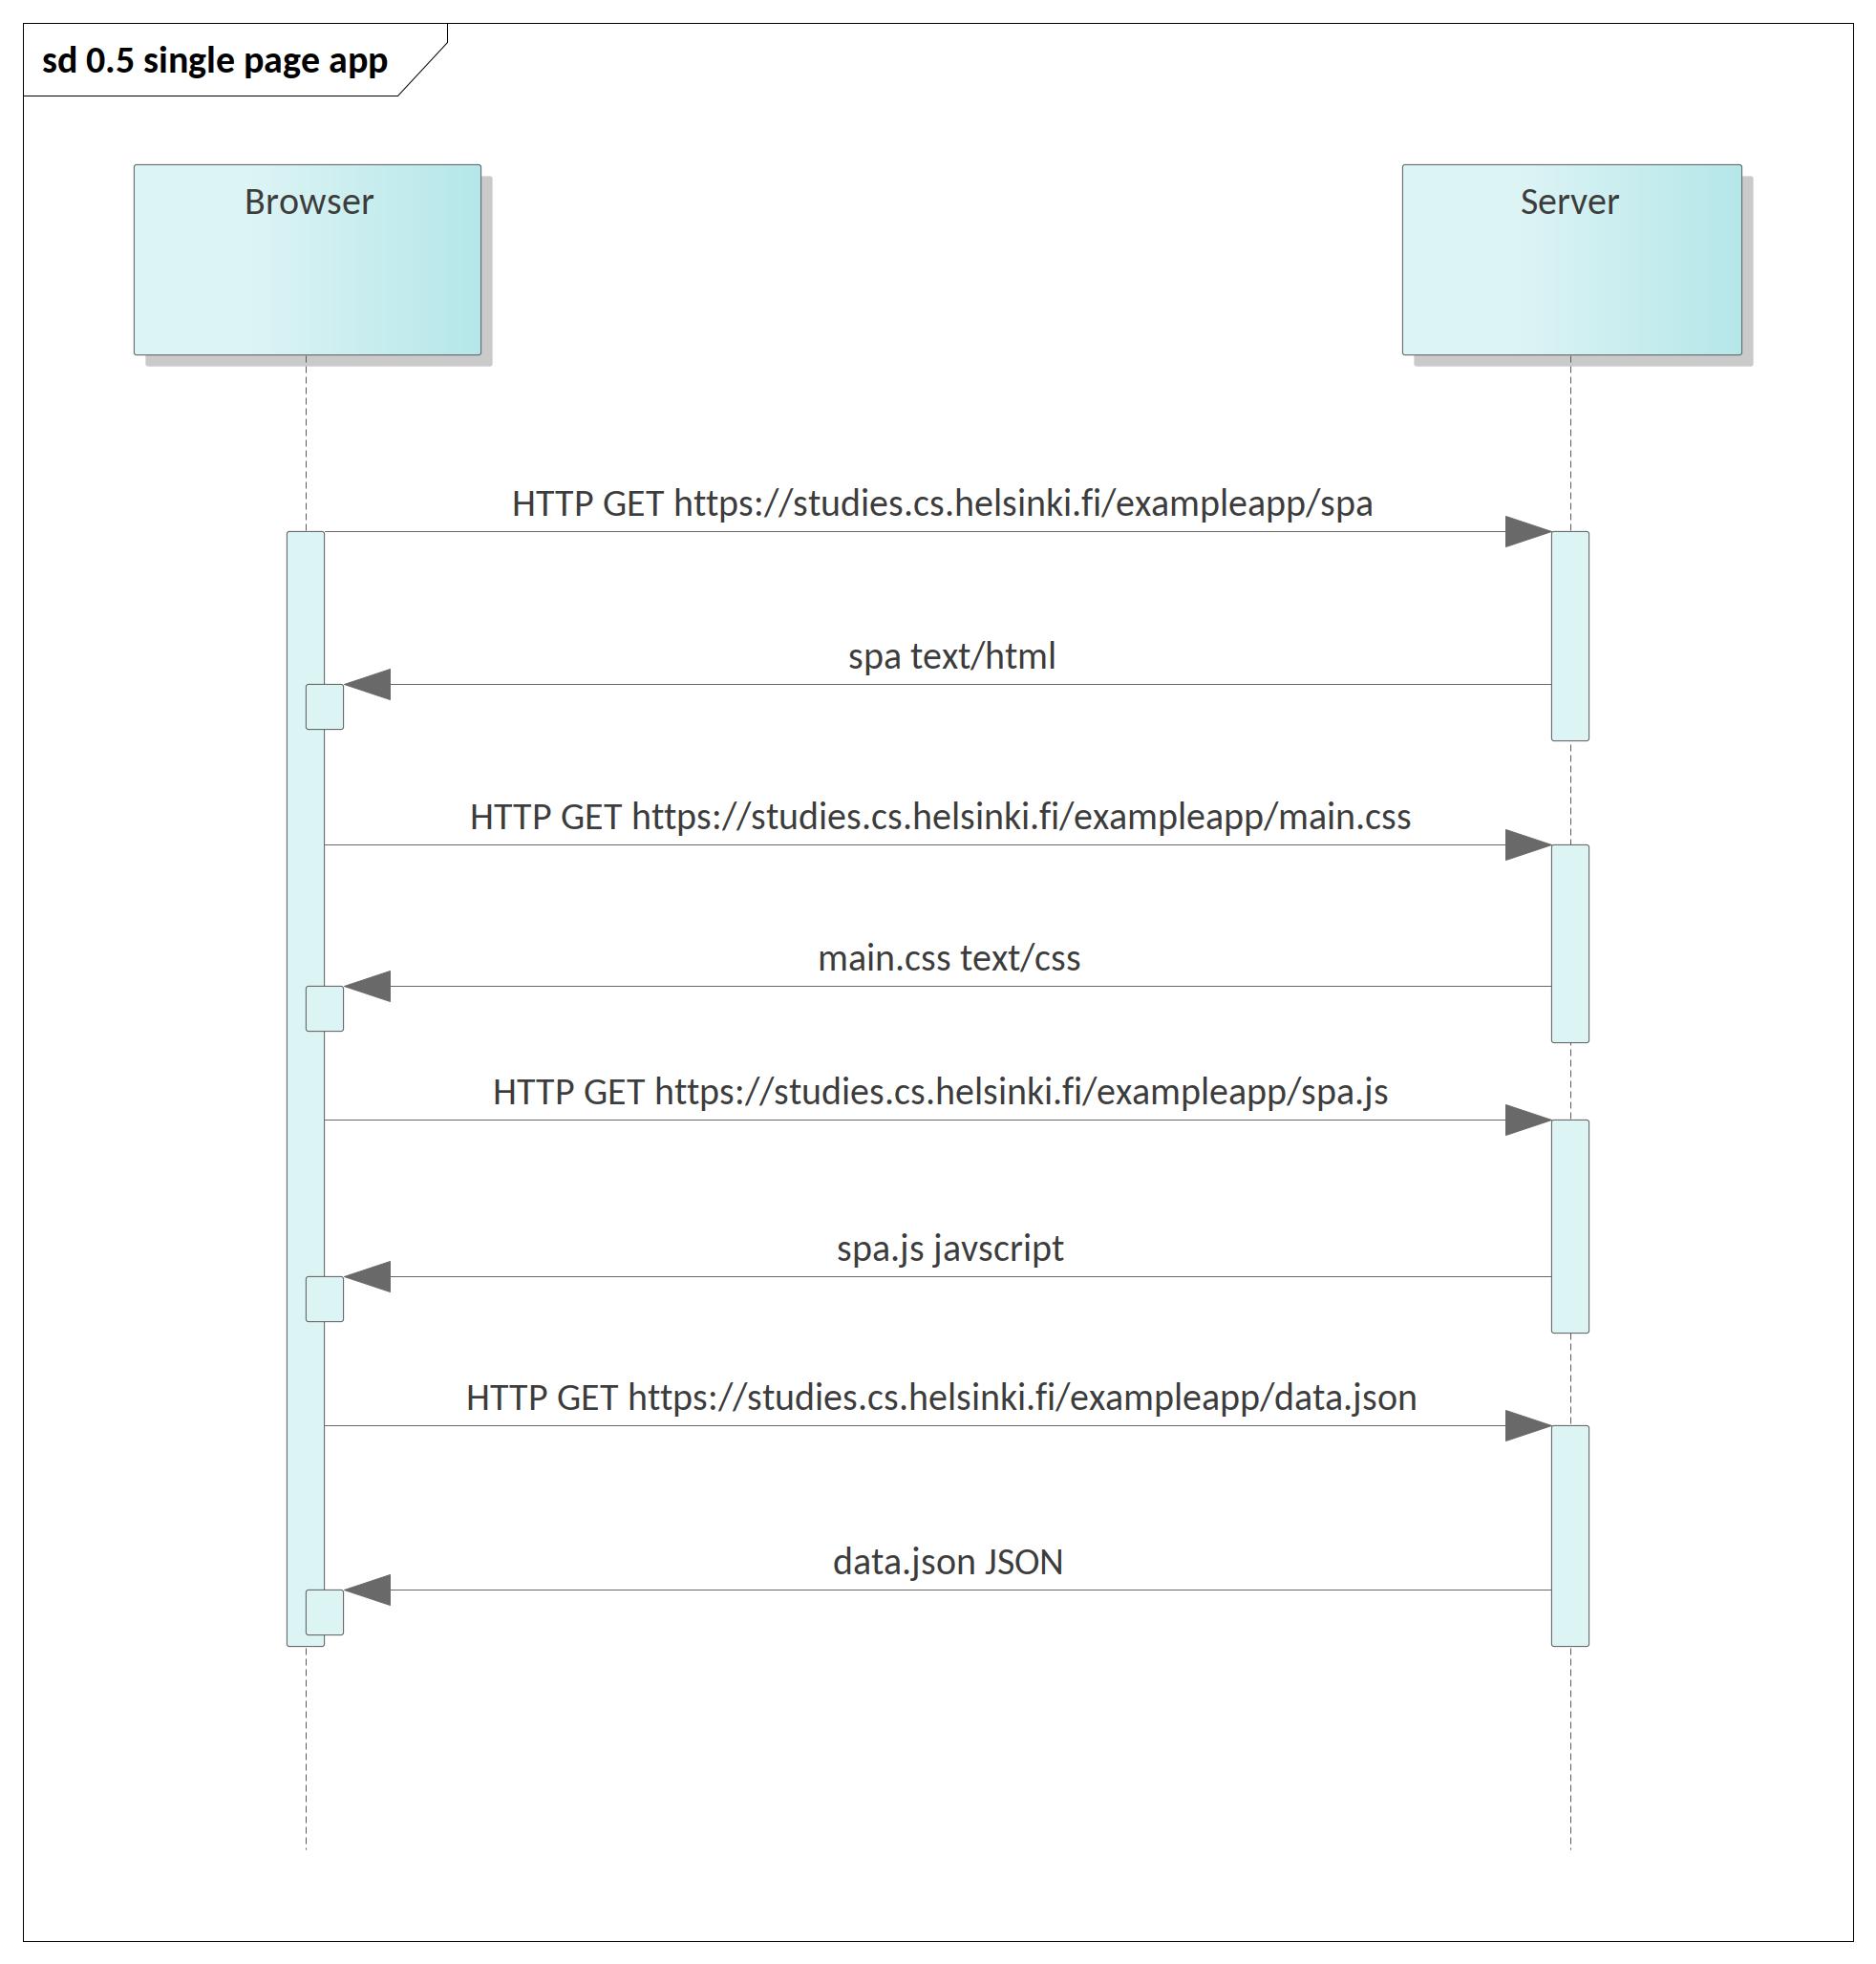 sd 0.5 single page app
Browser
Server
HTTP GET https://studies.cs.helsinki.fi/exampleapp/spa
spa text/html
HTTP GET https://studies.cs.helsinki.fi/exampleapp/main.css
main.css text/css
HTTP GET https://studies.cs.helsinki.fi/exampleapp/spa.js
spa.js javscript
HTTP GET https://studies.cs.helsinki.fi/exampleapp/data.json
data.json JSON